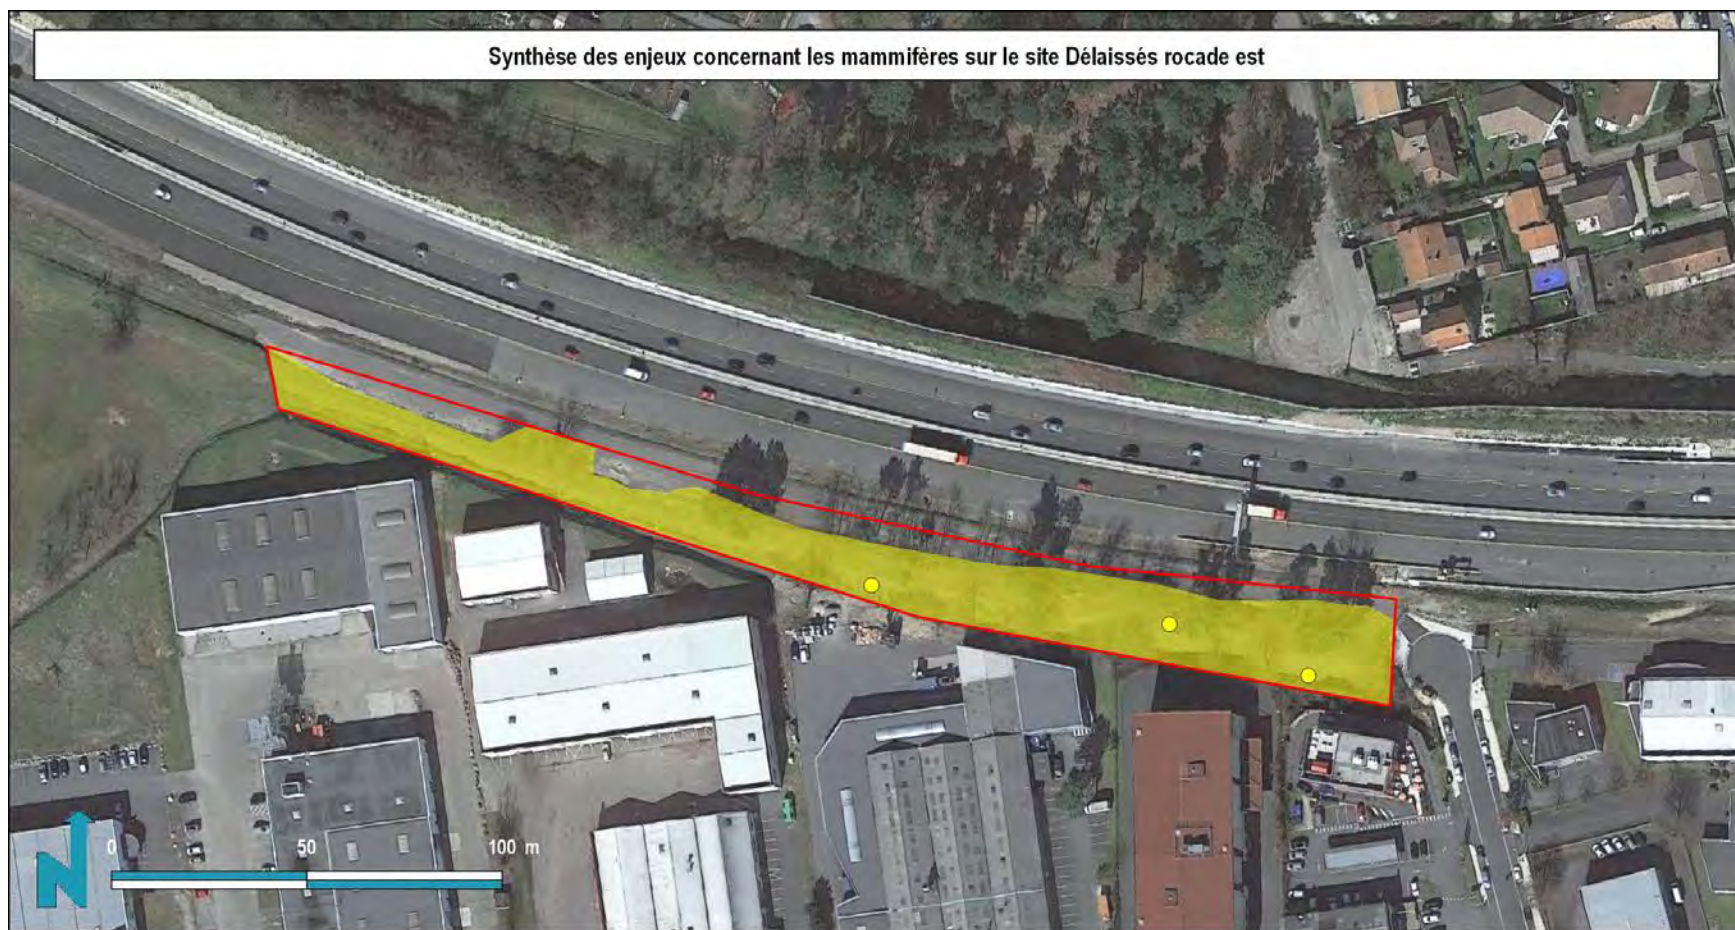 Synthèse des enjeux concernant les mammifères sur le site Délaissés rocade est
N
0 50 100 m